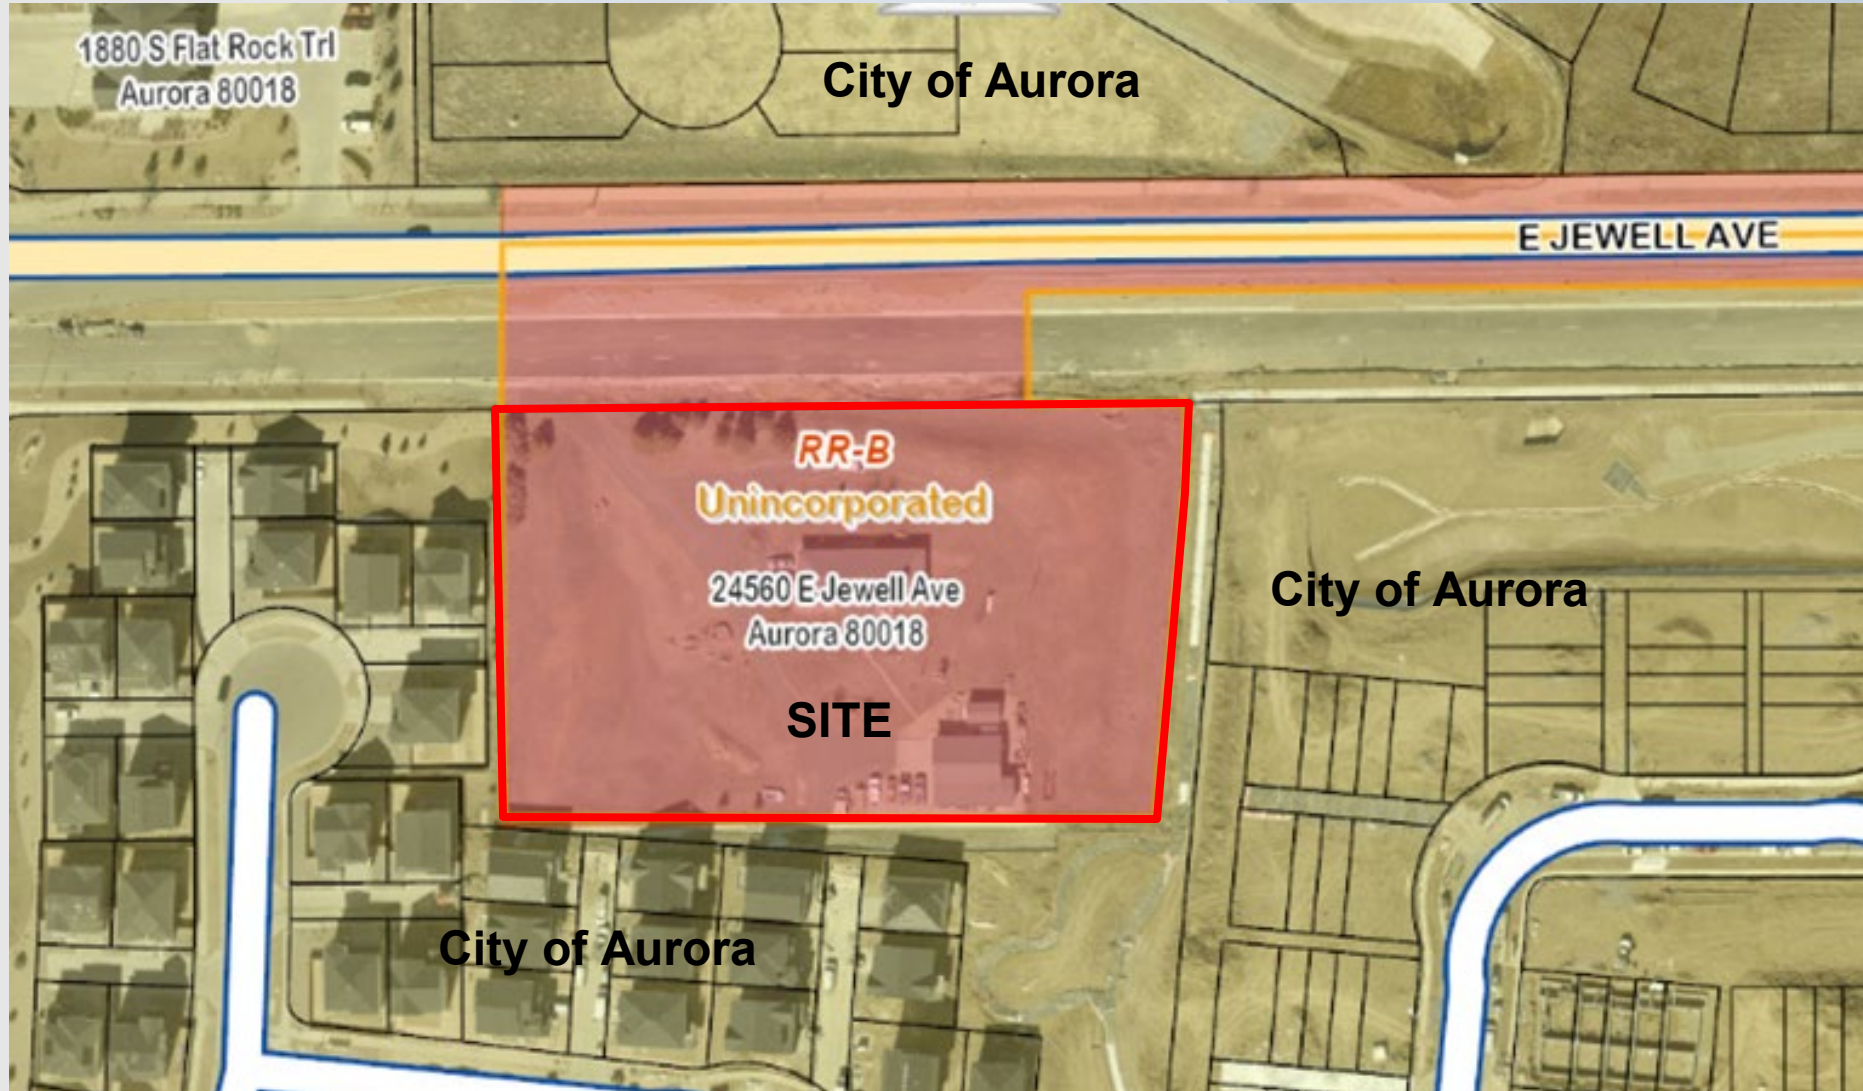 1880 S Flat Rock Trl
Aurora 80018
City of Aurora
E JEWELL AVE
RR-B
Unincorporated
24560 E Jewell Ave
Aurora 80018
City of Aurora
SITE
City of Aurora